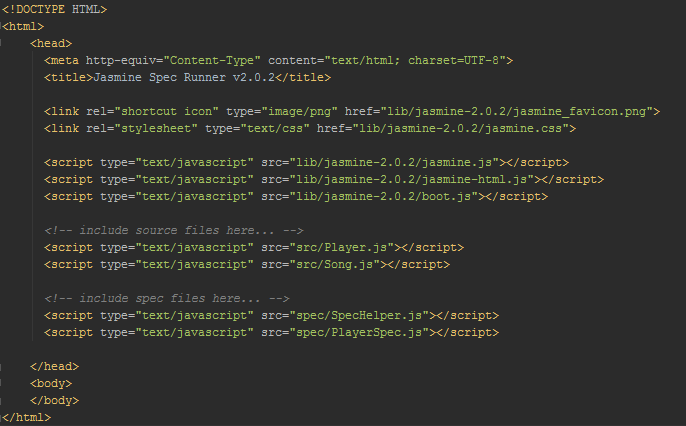 <!DOCTYPE HTML>
<html>
<head>
<meta http-equiv="Content-Type" content="text/html; charset=UTF-8">
<title>Jasmine Spec Runner v2.0.2</title>
<link rel="shortcut icon" type="image/png" href="lib/jasmine-2.0.2/jasmine_favicon.png">
<link rel="stylesheet" type="text/css" href="lib/jasmine-2.0.2/jasmine.css">
<script type="text/javascript" src="lib/jasmine-2.0.2/jasmine.js"></script>
<script type="text/javascript" src="lib/jasmine-2.0.2/jasmine-html.js"></script>
<script type="text/javascript" src="lib/jasmine-2.0.2/boot.js"></script>
<!-- include source files here... -->
<script type="text/javascript" src="src/Player.js"></script>
<script type="text/javascript" src="src/Song.js"></script>
<!-- include spec files here... -->
<script type="text/javascript" src="spec/SpecHelper.js"></script>
<script type="text/javascript" src="spec/PlayerSpec.js"></script>
</head>
<body>
</body>
</html>